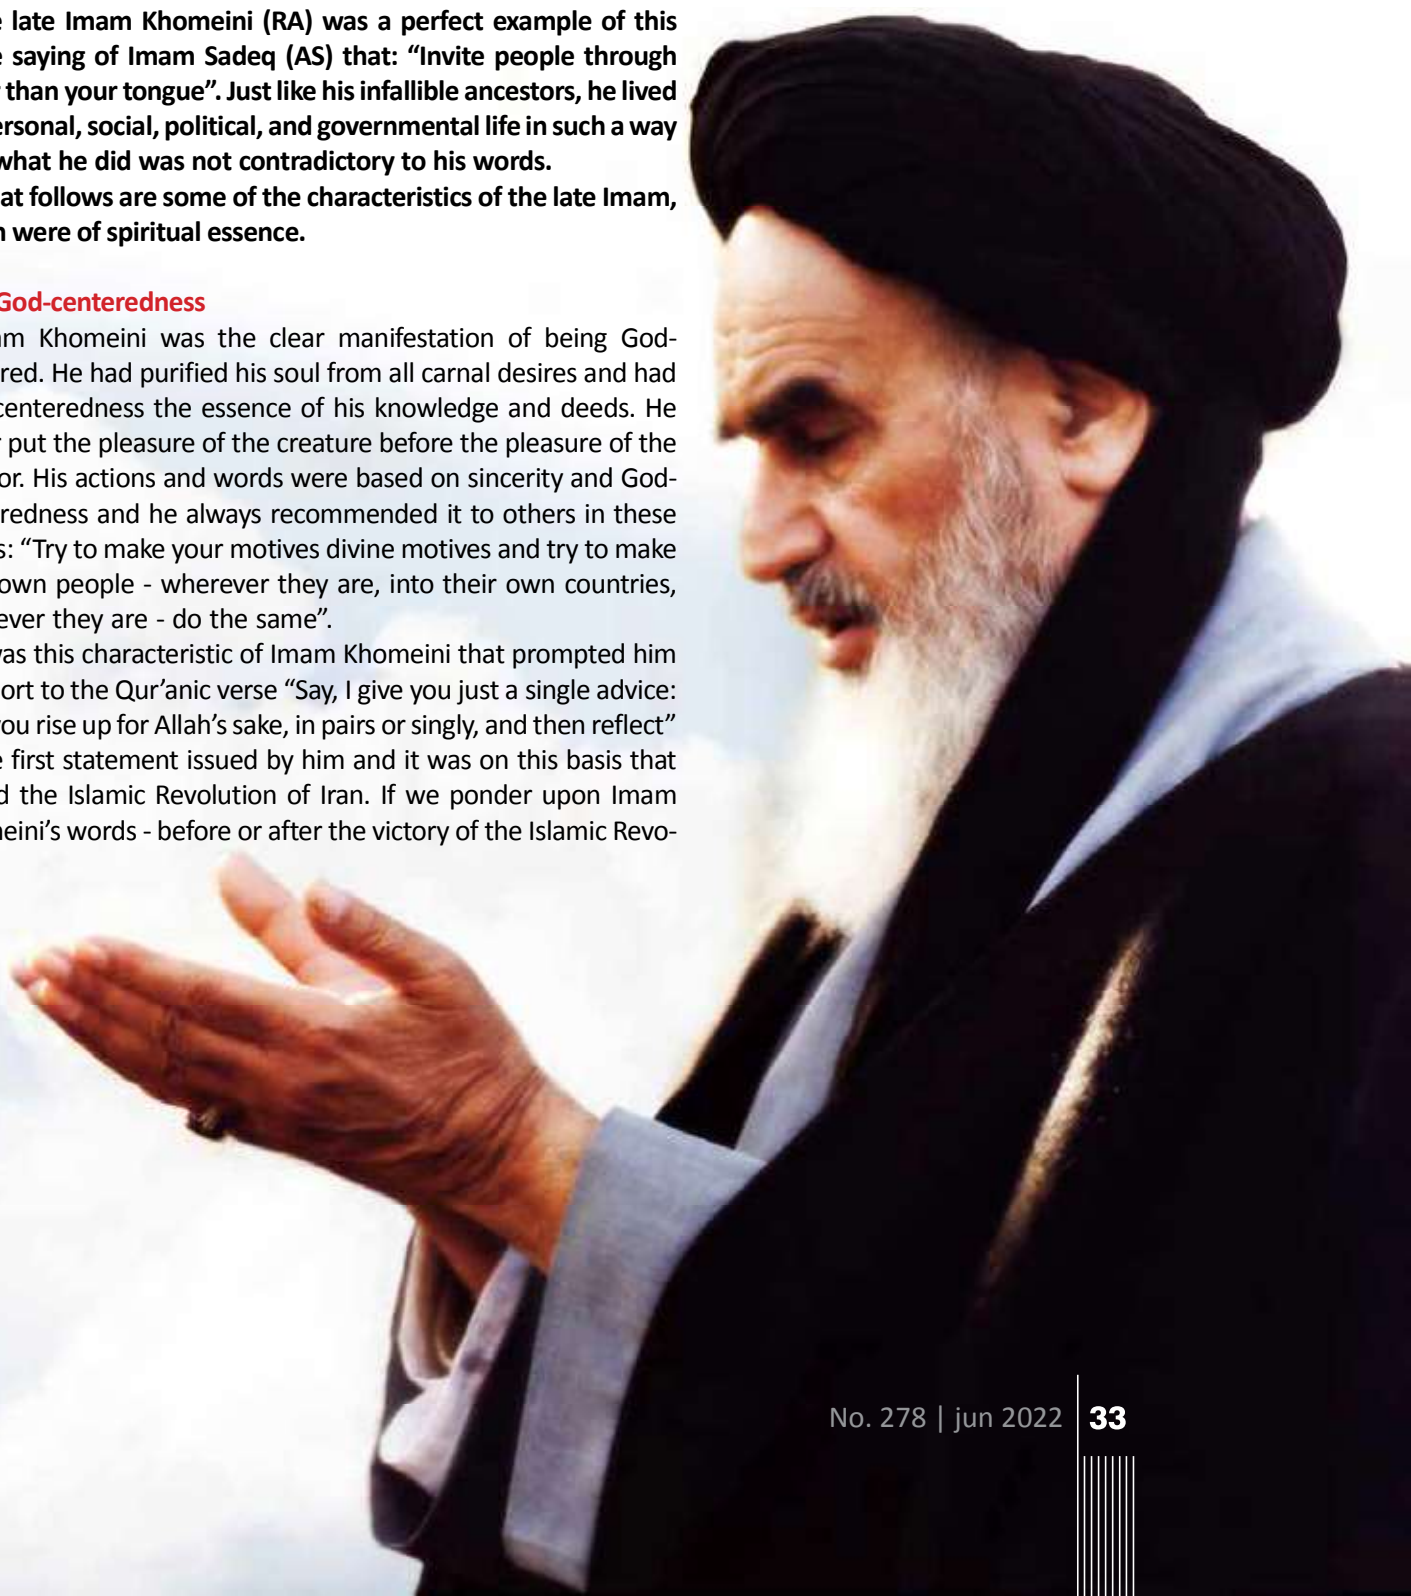 late Imam Khomeini (RA) was a perfect example of this
saying of Imam Sadeq (AS) that: “Invite people through
than your tongue”. Just like his infallible ancestors, he lived
personal, social, political, and governmental life in such a way
what he did was not contradictory to his words.
at follows are some of the characteristics of the late Imam,
were of spiritual essence.
God-centeredness
am Khomeini was the clear manifestation of being God-
red. He had purified his soul from all carnal desires and had
centeredness the essence of his knowledge and deeds. He
put the pleasure of the creature before the pleasure of the
or. His actions and words were based on sincerity and God-
redness and he always recommended it to others in these
s: “Try to make your motives divine motives and try to make
own people - wherever they are, into their own countries,
ever they are - do the same”.
was this characteristic of Imam Khomeini that prompted him
ort to the Qur’anic verse “Say, I give you just a single advice:
you rise up for Allah’s sake, in pairs or singly, and then reflect”
e first statement issued by him and it was on this basis that
d the Islamic Revolution of Iran. If we ponder upon Imam
eini’s words - before or after the victory of the Islamic Revo-
No. 278 | jun 2022 33